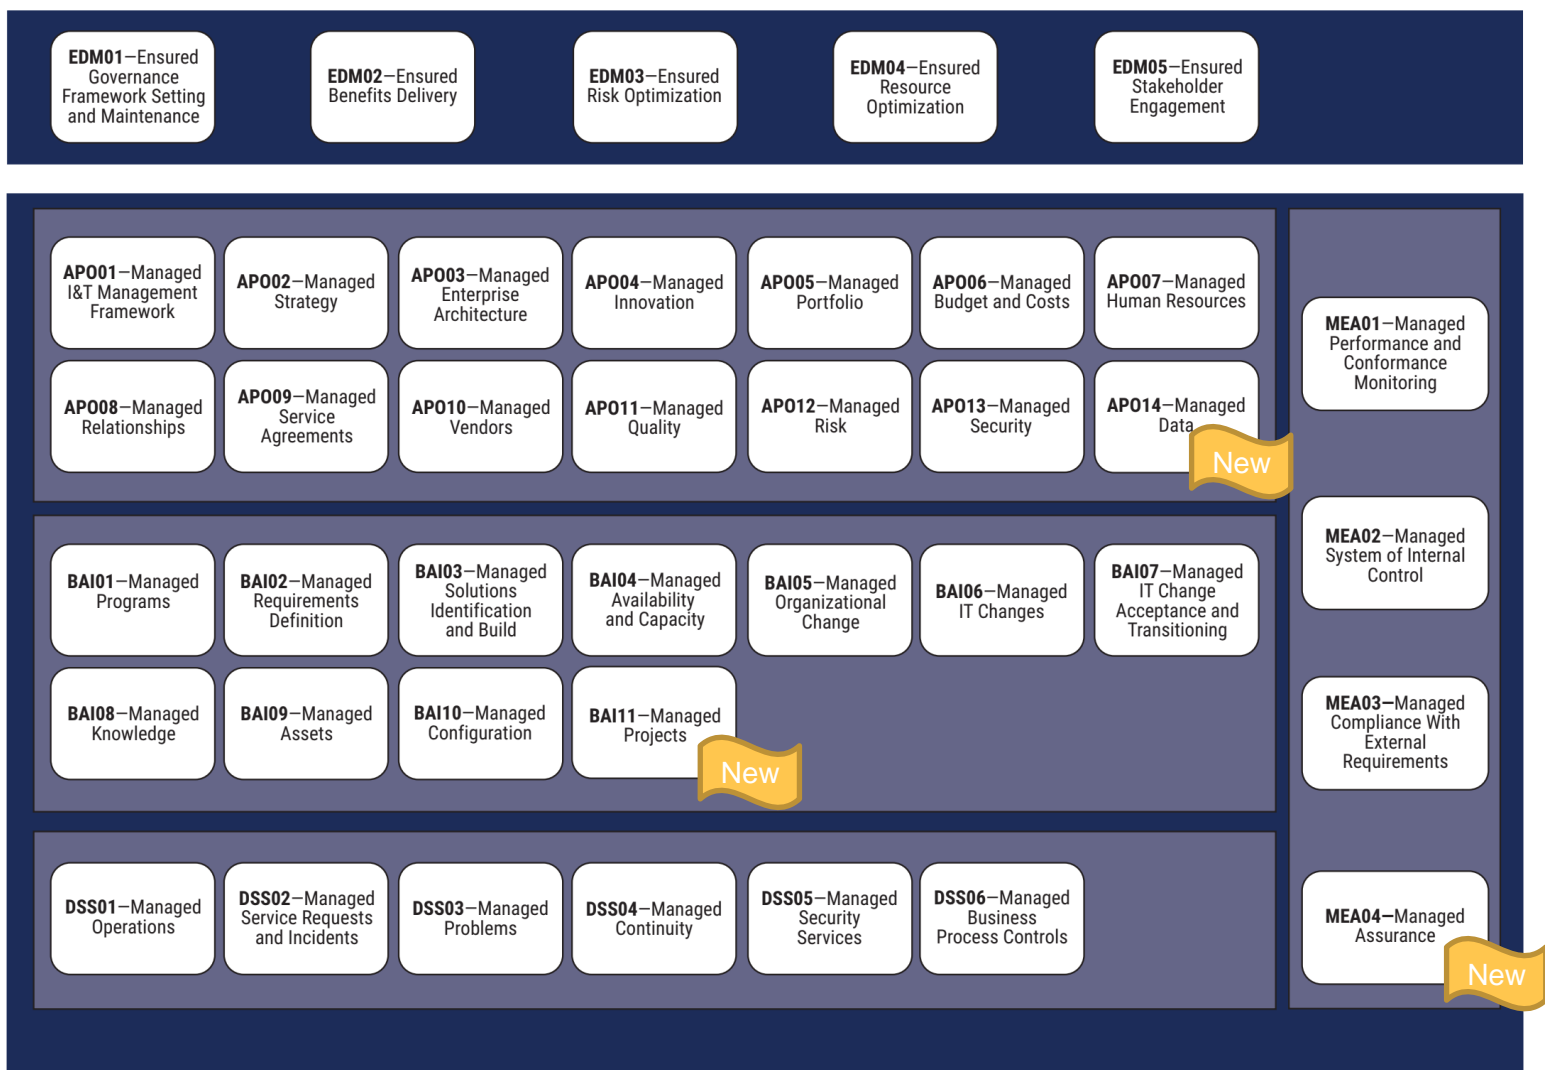 EDM01—Ensured
Governance
Framework Setting
and Maintenance
EDM02—Ensured
Benefits Delivery
EDM03—Ensured
Risk Optimization
EDM04—Ensured
Resource
Optimization
EDM05—Ensured
Stakeholder
Engagement
APO01—Managed
I&T Management
Framework
APO02—Managed
Strategy
APO03—Managed
Enterprise
Architecture
APO04—Managed
Innovation
APO05—Managed
Portfolio
APO06—Managed
Budget and Costs
APO07—Managed
Human Resources
APO08—Managed
Relationships
APO09—Managed
Service
Agreements
APO10—Managed
Vendors
APO11—Managed
Quality
APO12—Managed
Risk
APO13—Managed
Security
APO14—Managed
Data
New
BAI01—Managed
Programs
BAI02—Managed
Requirements
Definition
BAI03—Managed
Solutions
Identification
and Build
BAI04—Managed
Availability
and Capacity
BAI05—Managed
Organizational
Change
BAI06—Managed
IT Changes
BAI07—Managed
IT Change
Acceptance and
Transitioning
BAI08—Managed
Knowledge
BAI09—Managed
Assets
BAI10—Managed
Configuration
BAI11—Managed
Projects
New
DSS01—Managed
Operations
DSS02—Managed
Service Requests
and Incidents
DSS03—Managed
Problems
DSS04—Managed
Continuity
DSS05—Managed
Security
Services
DSS06—Managed
Business
Process Controls
MEA01—Managed
Performance and
Conformance
Monitoring
MEA02—Managed
System of Internal
Control
MEA03—Managed
Compliance With
External
Requirements
MEA04—Managed
Assurance
New